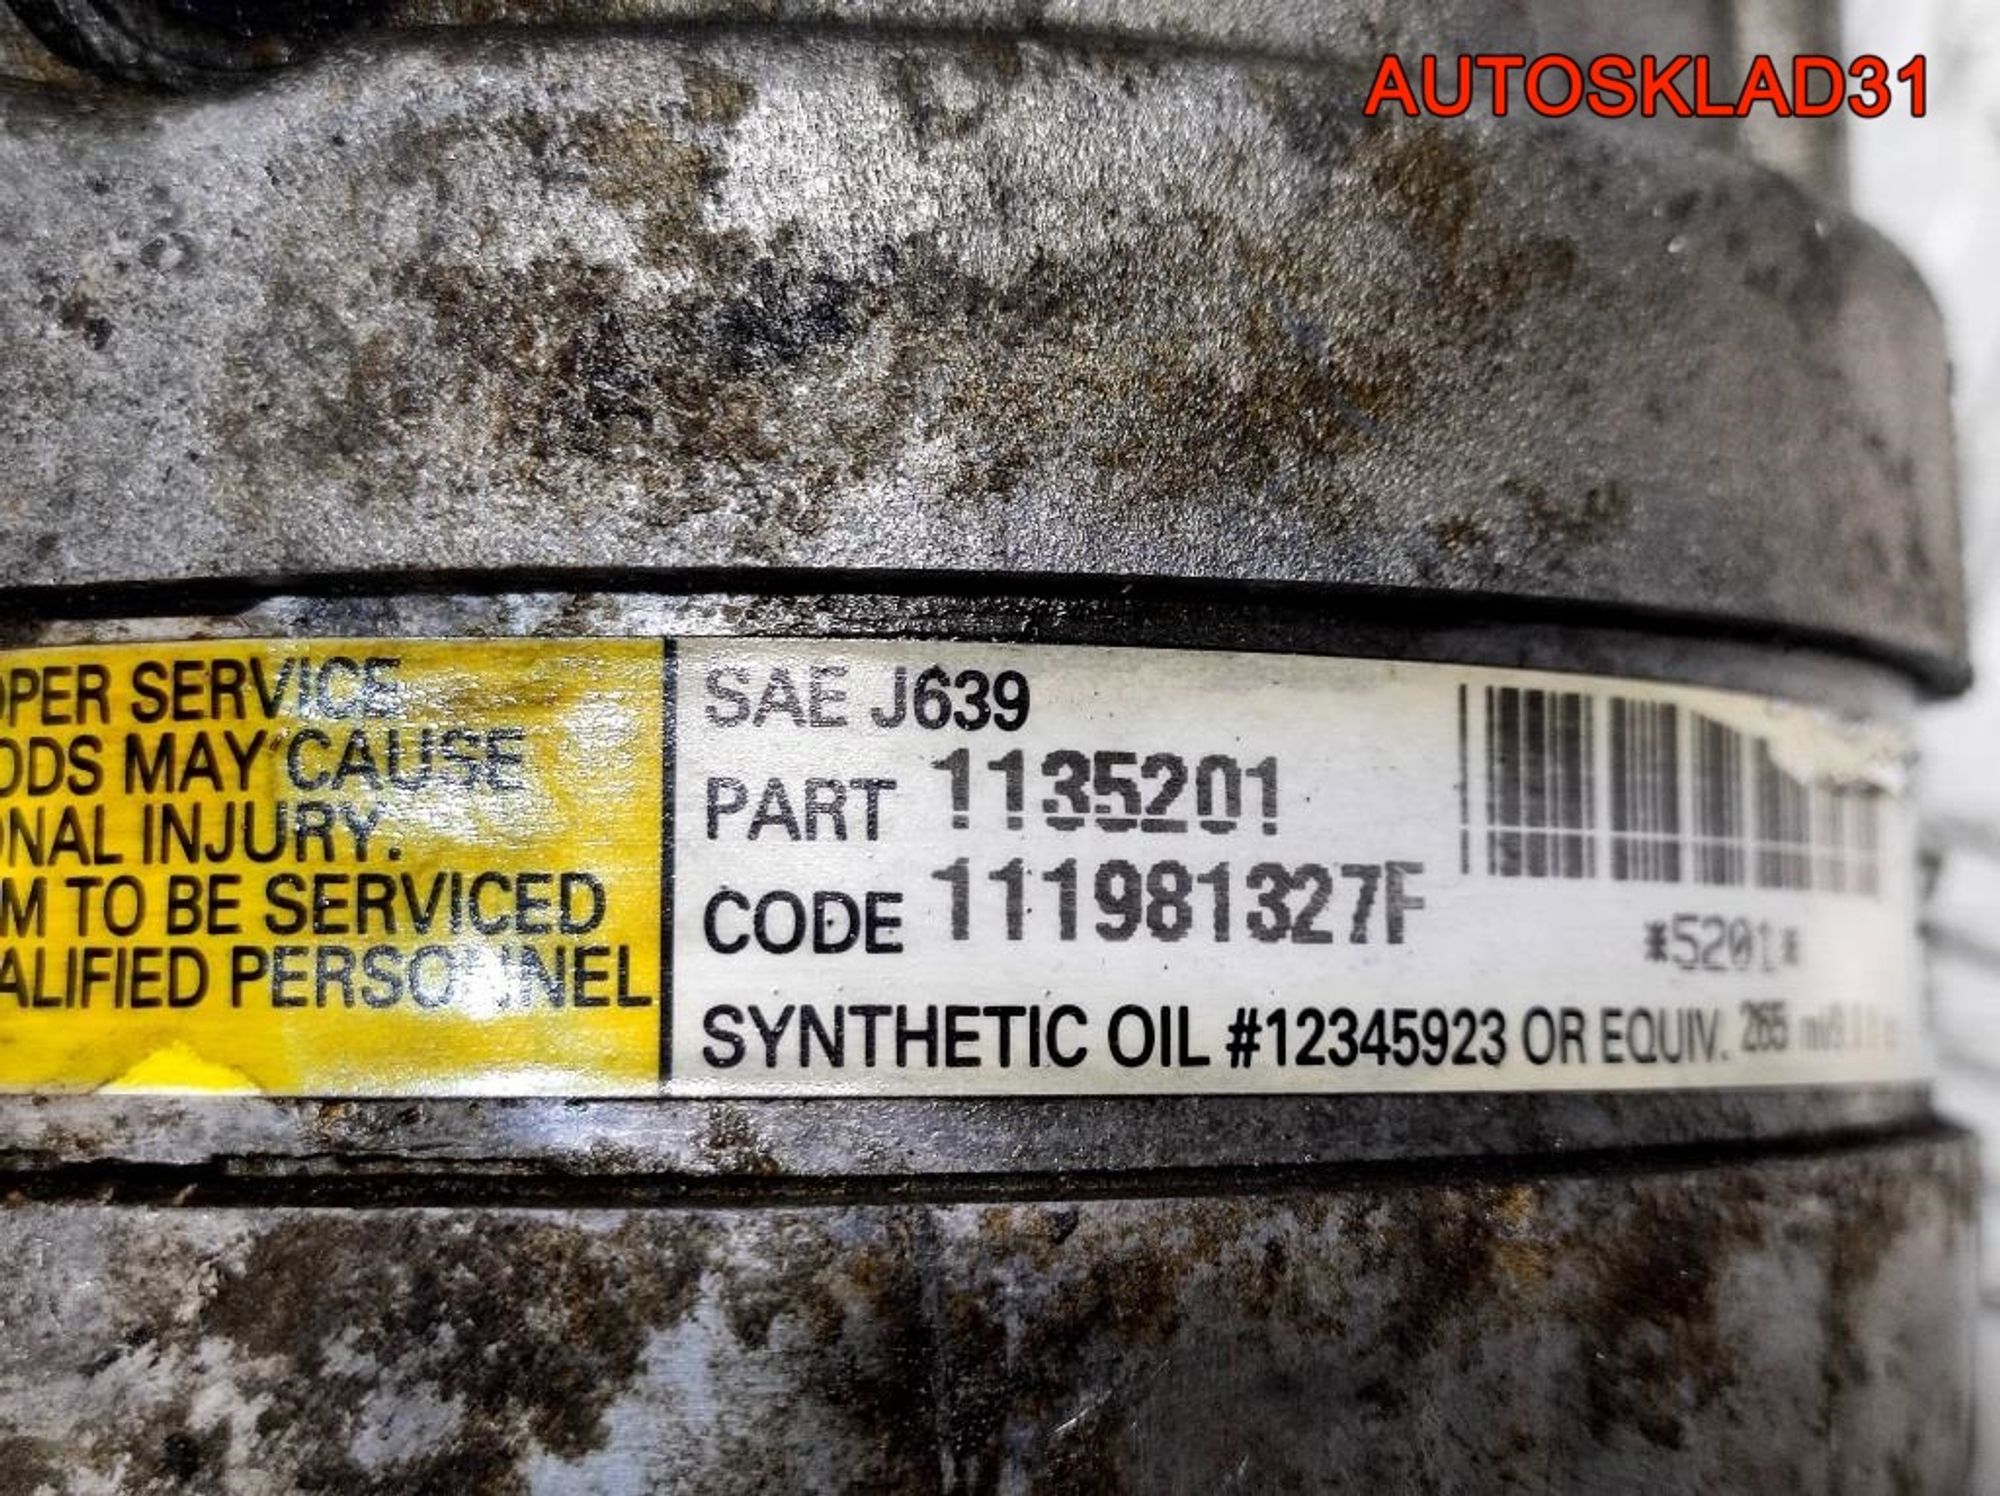 AUTOSKLAD31
OPER SERVICE
ODS MAY CAUSE
ONAL INJURY.
M TO BE SERVICED
ALIFIED PERSONNEL
SAE J639
PART 1135201
CODE 111981327F
*5201*
SYNTHETIC OIL #12345923 OR EQUIV. 265